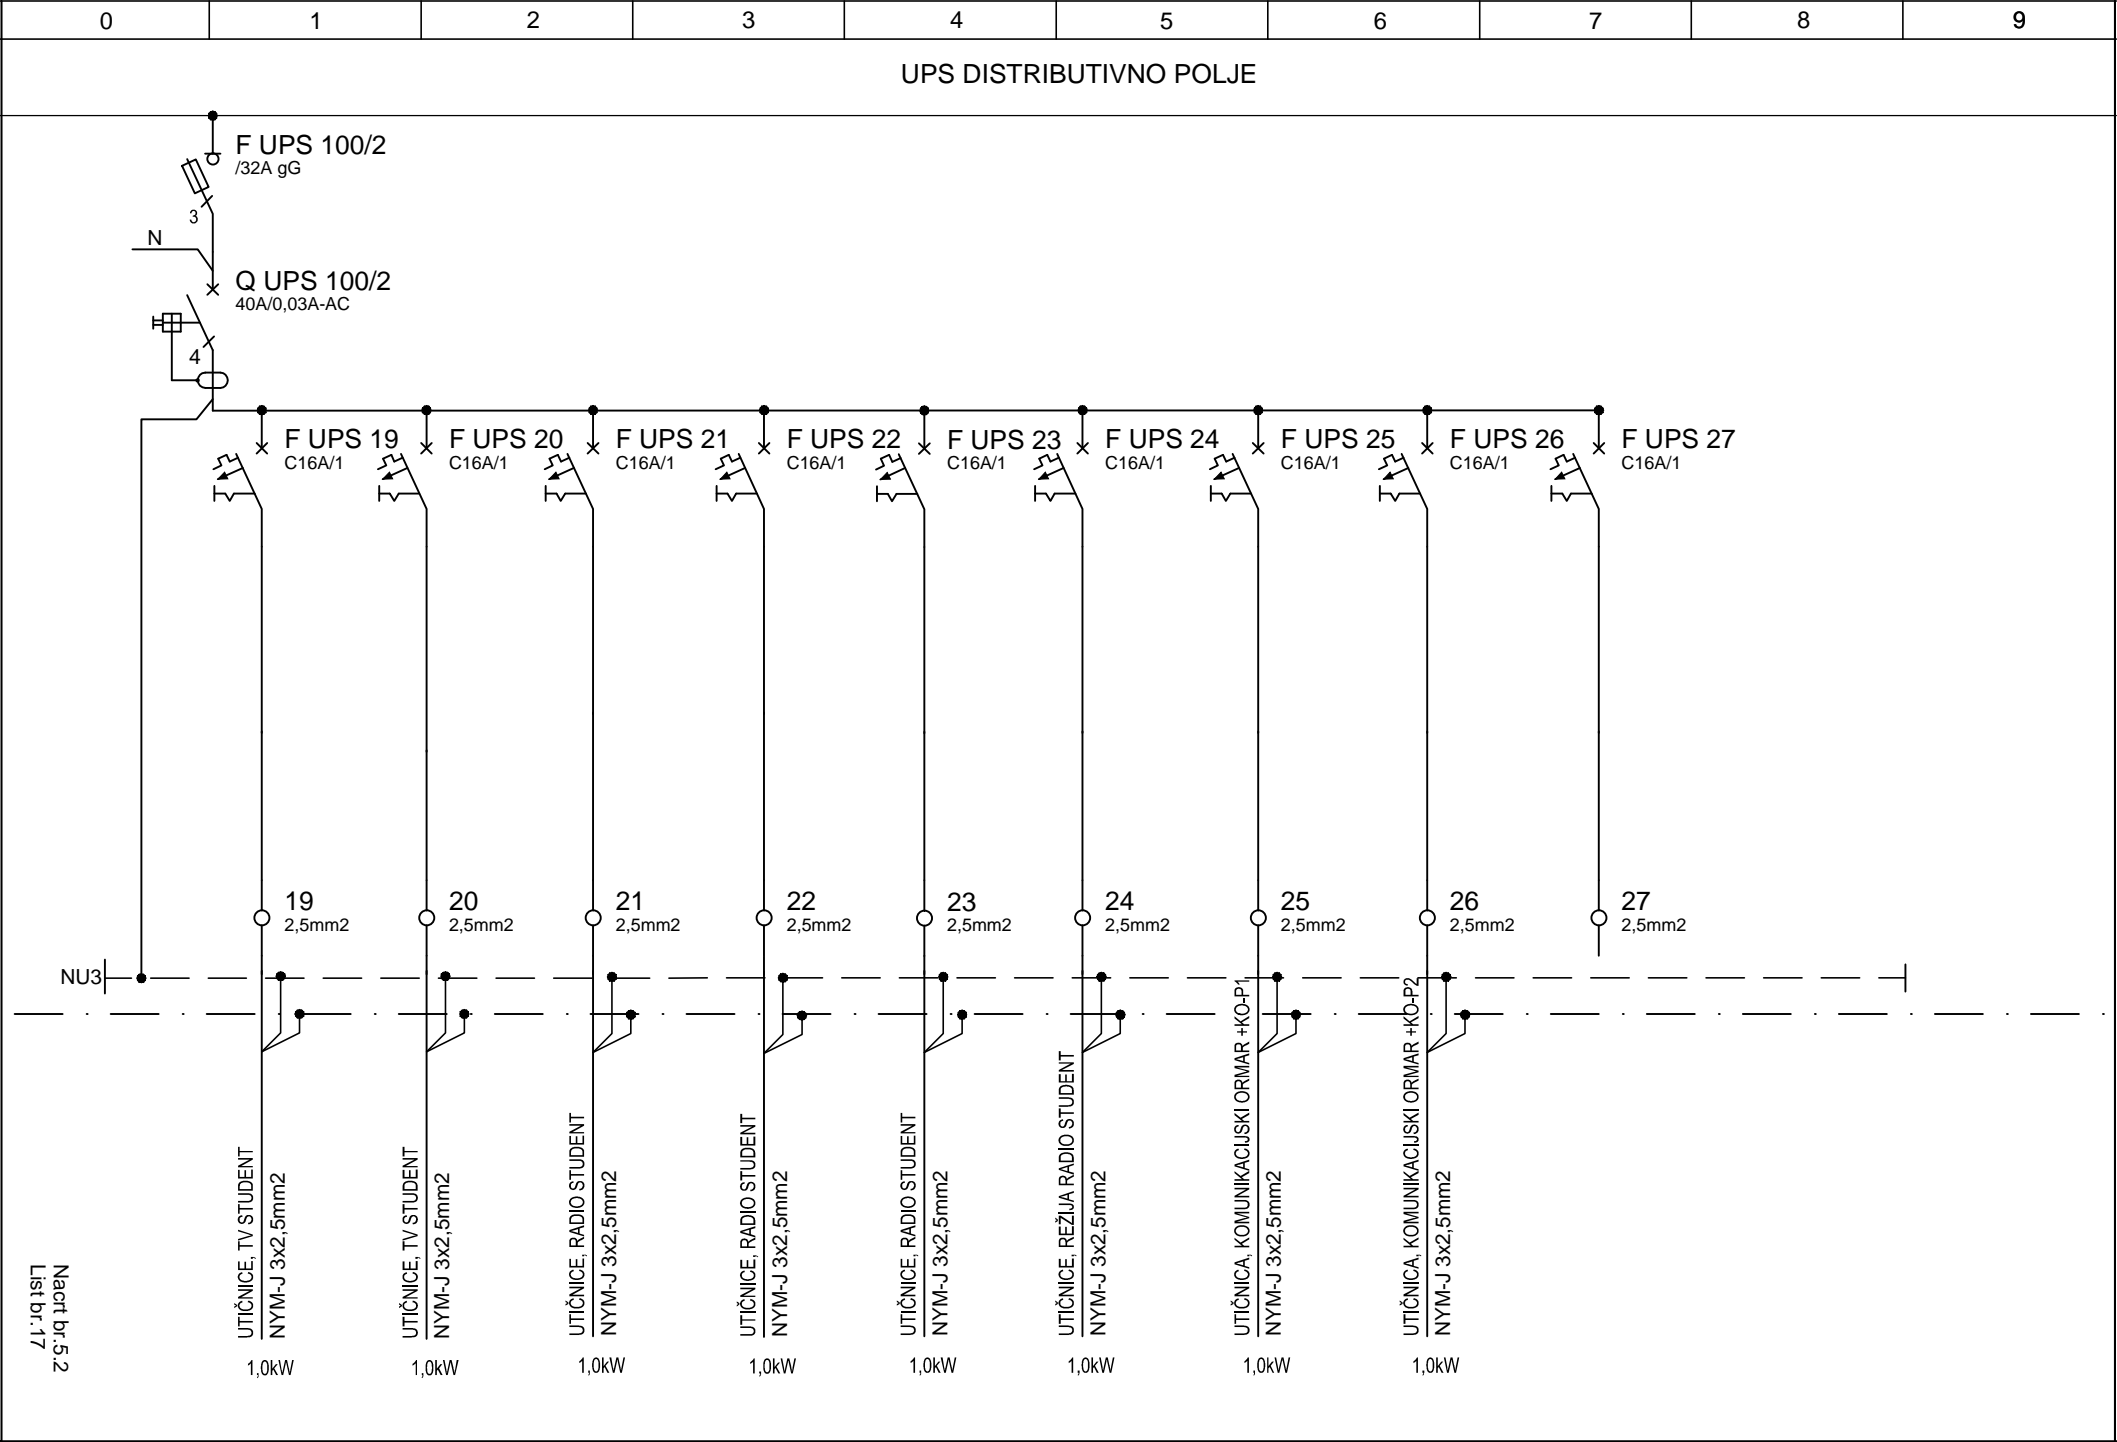 0 1 2 3 4 5 6 7 8 9
UPS DISTRIBUTIVNO POLJE
F UPS 100/2
/32A gG
3
N
Q UPS 100/2
40A/0,03A-AC
4
F UPS 19
C16A/1
F UPS 20
C16A/1
F UPS 21
C16A/1
F UPS 22
C16A/1
F UPS 23
C16A/1
F UPS 24
C16A/1
F UPS 25
C16A/1
F UPS 26
C16A/1
F UPS 27
C16A/1
19
2,5mm2
20
2,5mm2
21
2,5mm2
22
2,5mm2
23
2,5mm2
24
2,5mm2
25
2,5mm2
26
2,5mm2
27
2,5mm2
NU3
UTIČNICE, TV STUDENT
NYM-J 3x2,5mm2
1,0kW
UTIČNICE, TV STUDENT
NYM-J 3x2,5mm2
1,0kW
UTIČNICE, RADIO STUDENT
NYM-J 3x2,5mm2
1,0kW
UTIČNICE, RADIO STUDENT
NYM-J 3x2,5mm2
1,0kW
UTIČNICE, RADIO STUDENT
NYM-J 3x2,5mm2
1,0kW
UTIČNICE, REŽIJA RADIO STUDENT
NYM-J 3x2,5mm2
1,0kW
UTIČNICA, KOMUNIKACIJSKI ORMAR +KO-P1
NYM-J 3x2,5mm2
1,0kW
UTIČNICA, KOMUNIKACIJSKI ORMAR +KO-P2
NYM-J 3x2,5mm2
1,0kW
Nacrt br.5.2
List br.17